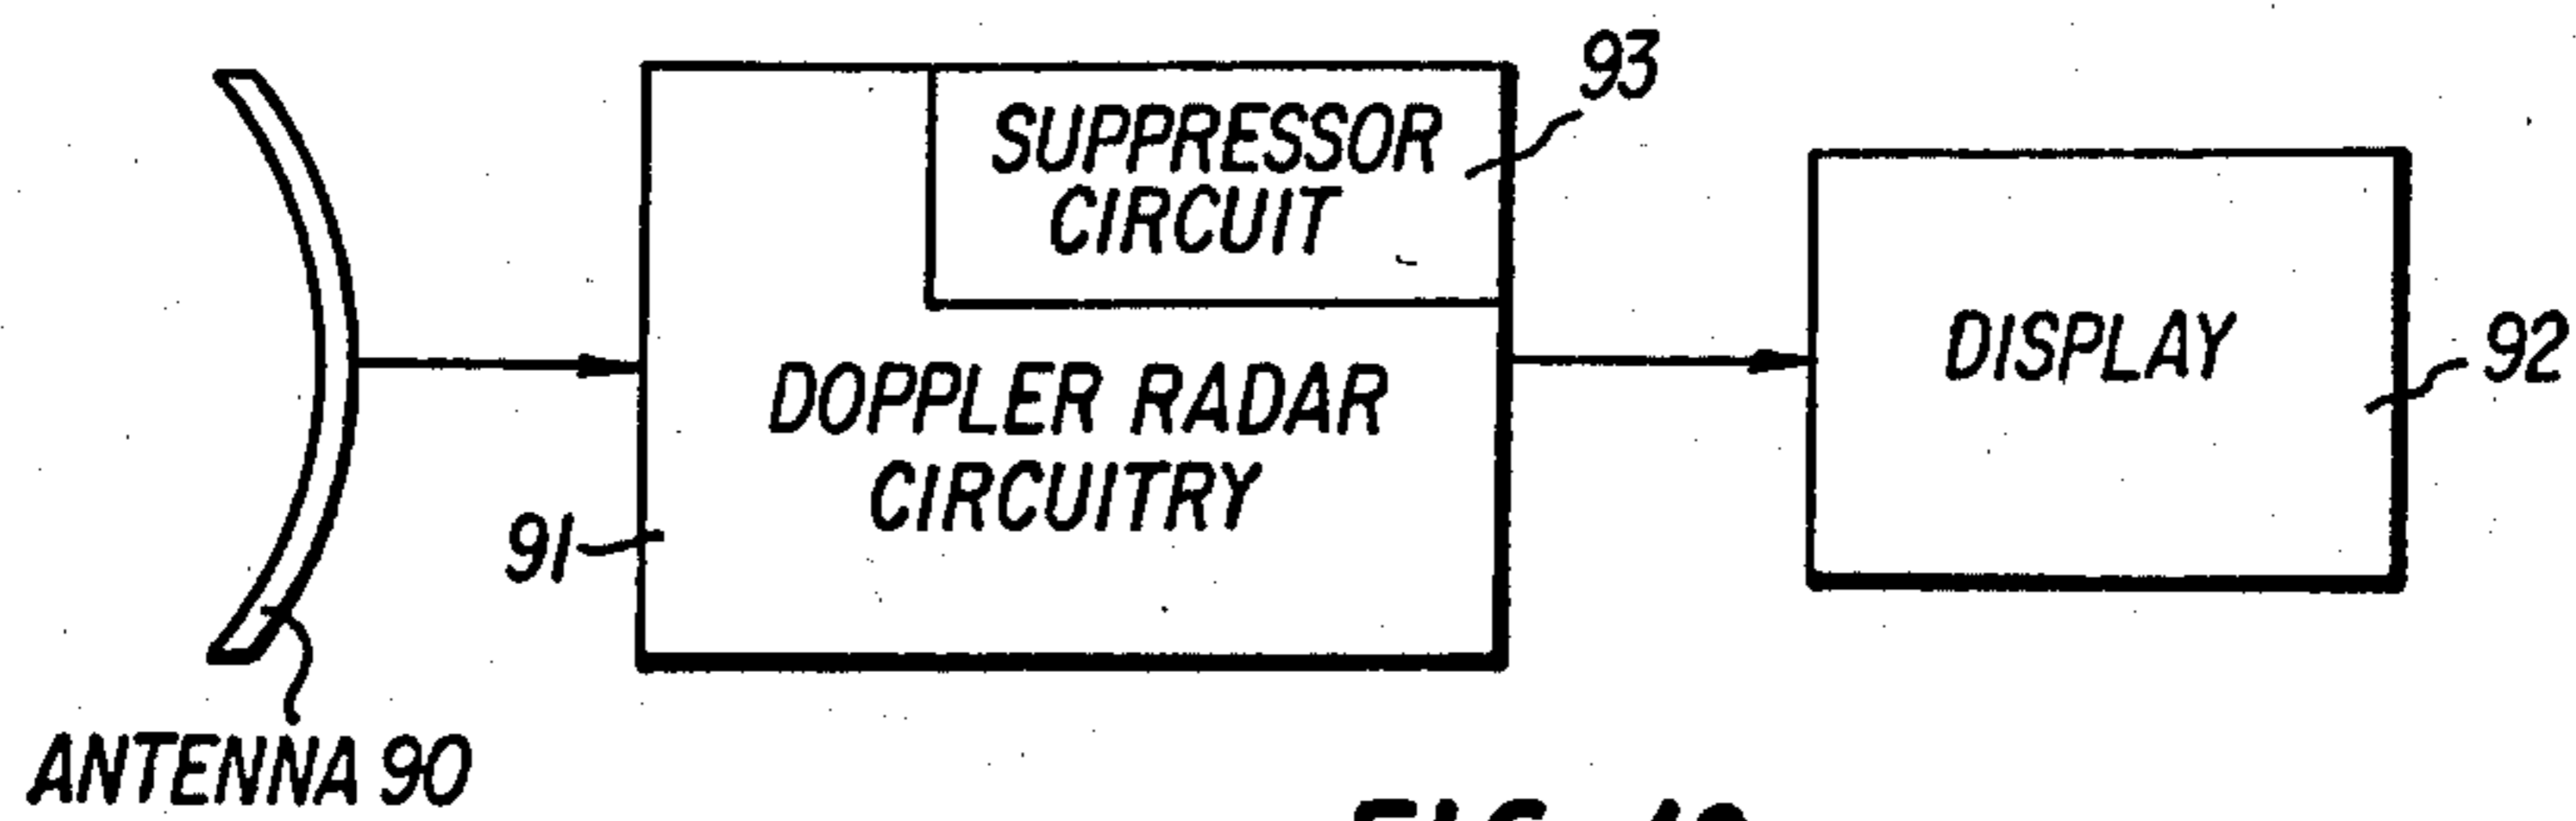 93
SUPPRESSOR
CIRCUIT
DISPLAY
92
DOPPLER RADAR
CIRCUITRY
91
ANTENNA 90